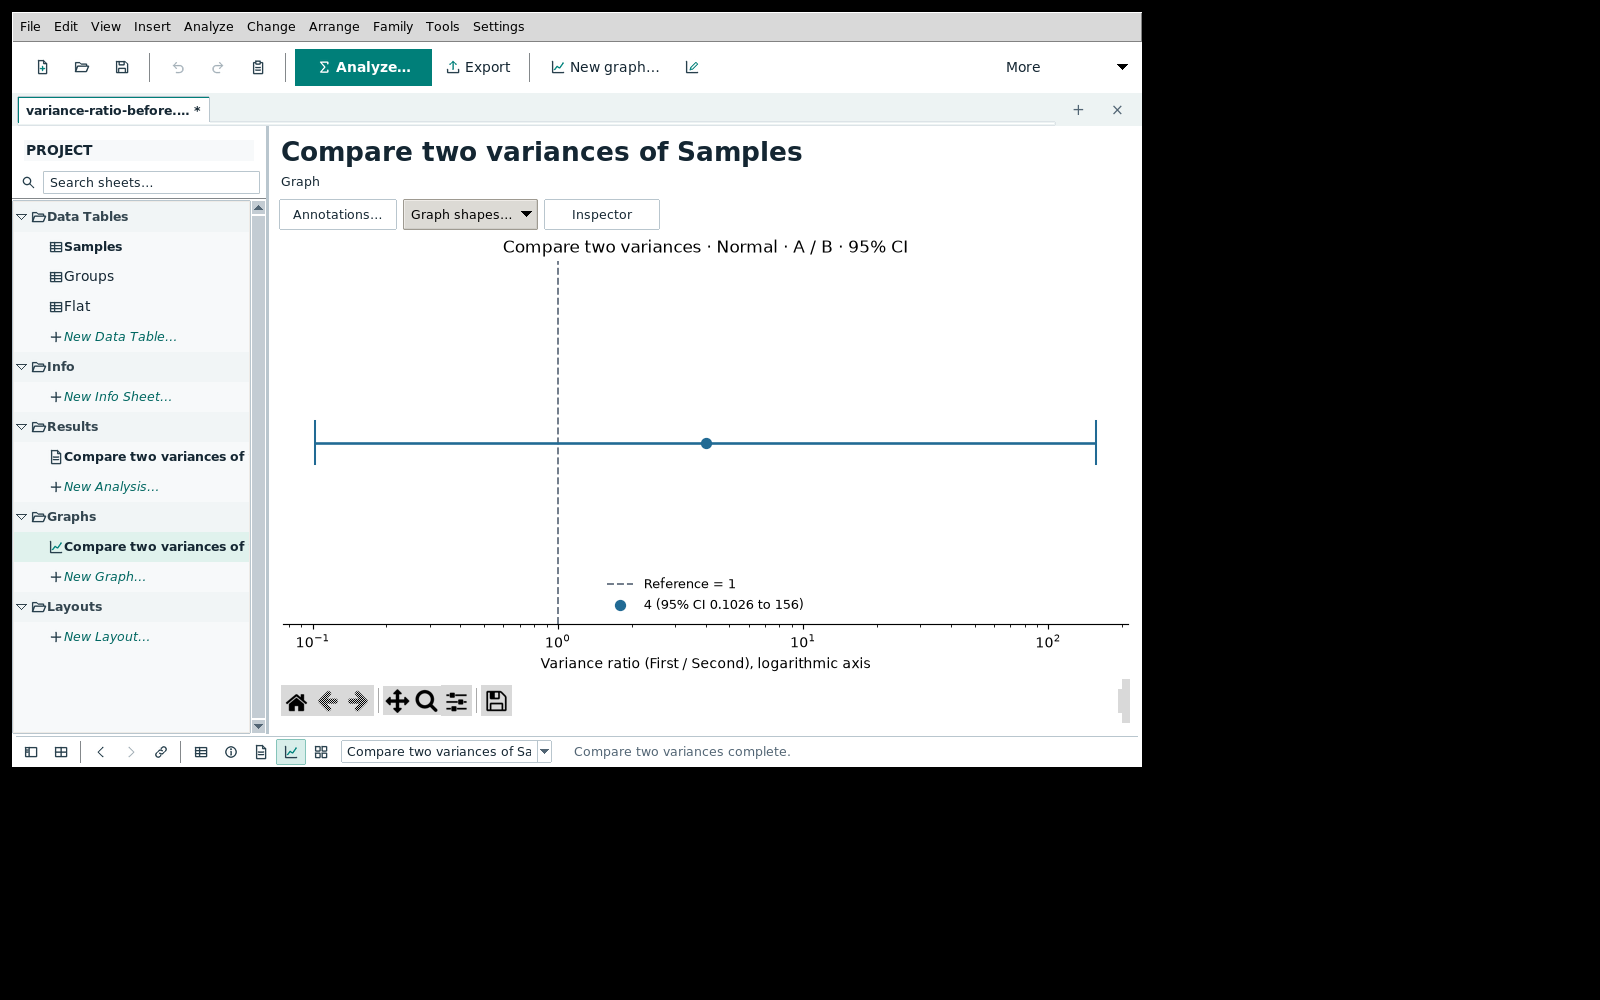 File Edit View Insert Analyze Change Arrange Family Tools Settings
Analyze... Export New graph... More
variance-ratio-before.... *
PROJECT
Search sheets...
Data Tables
Samples
Groups
Flat
New Data Table...
Info
New Info Sheet...
Results
Compare two variances of
New Analysis...
Graphs
Compare two variances of
New Graph...
Layouts
New Layout...
Compare two variances of Samples
Graph
Annotations... Graph shapes... Inspector
Compare two variances · Normal · A / B · 95% CI
Reference = 1
4 (95% CI 0.1026 to 156)
10⁻¹ 10⁰ 10¹ 10²
Variance ratio (First / Second), logarithmic axis
Compare two variances of Sa Compare two variances complete.